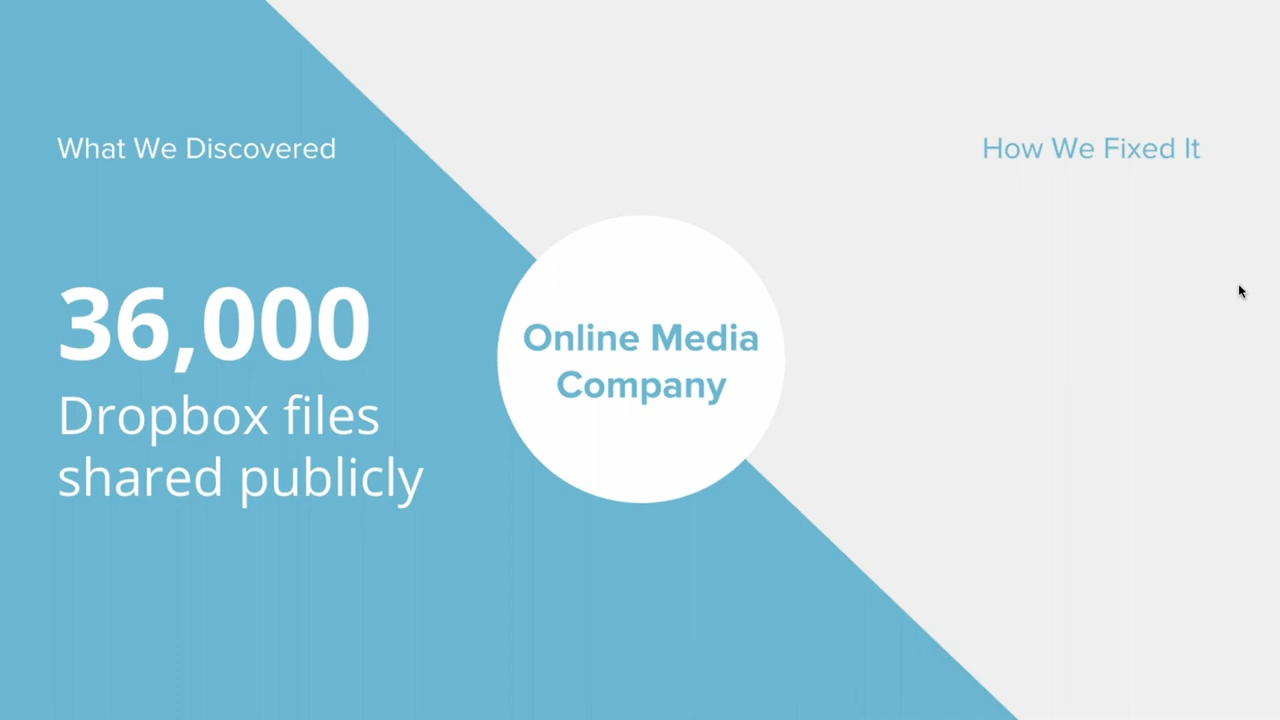 What We Discovered
How We Fixed It
36,000
Dropbox files
shared publicly
Online Media
Company